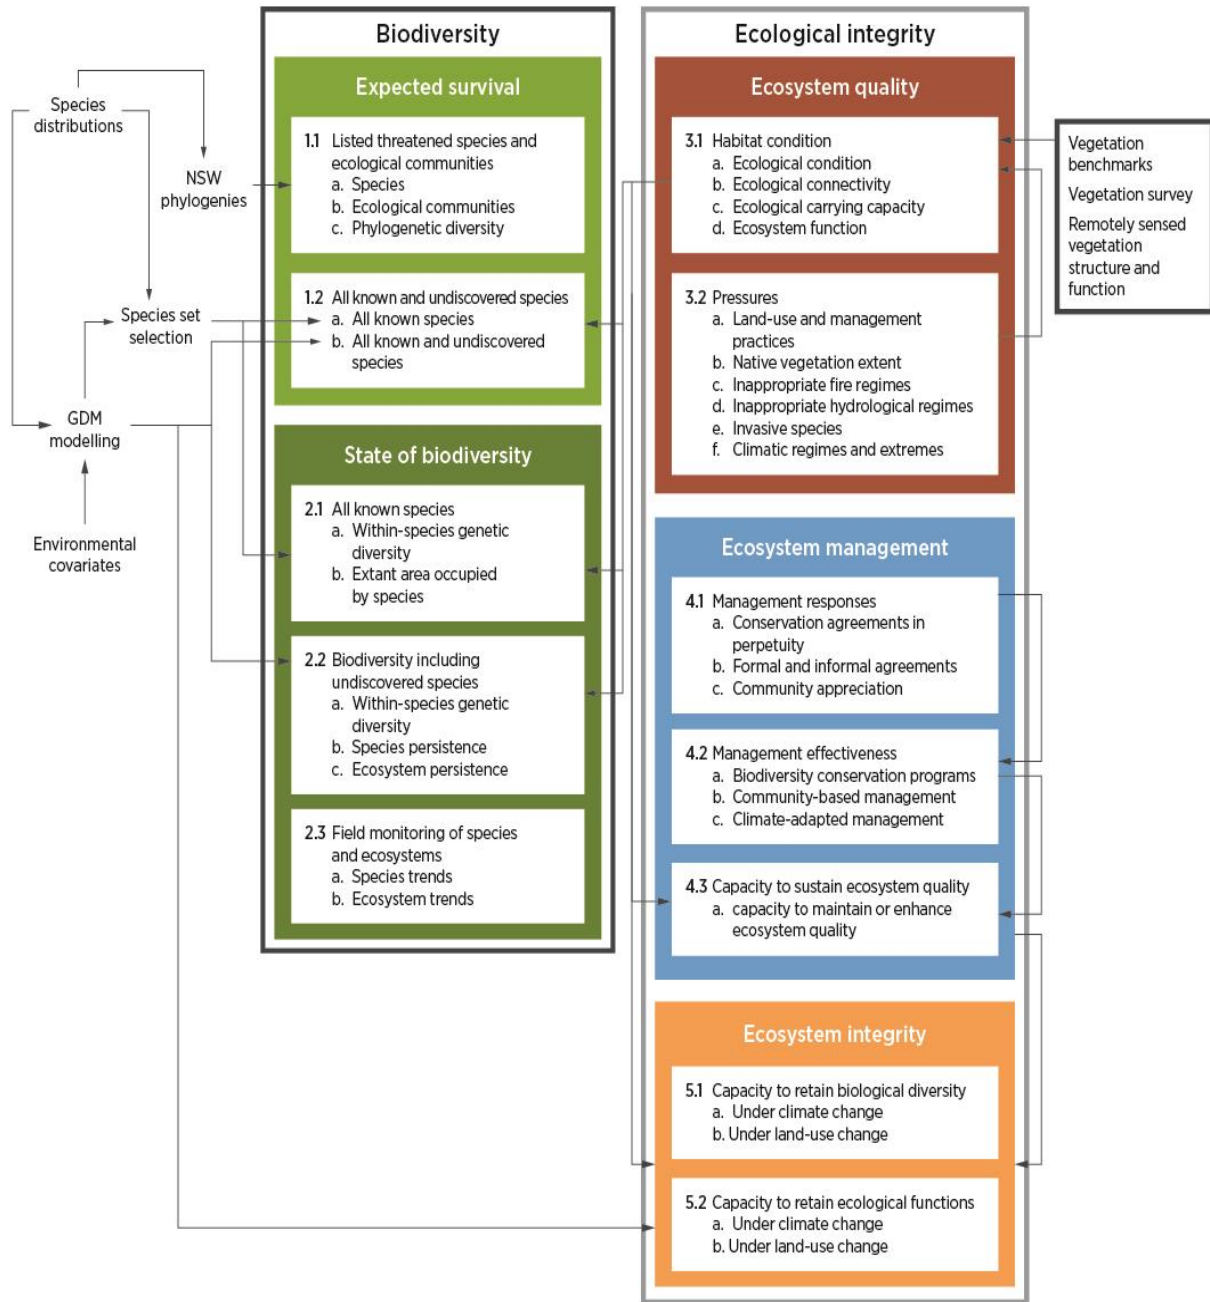 Biodiversity
Ecological integrity
Species
distributions
NSW
phylogenies
Species set
selection
GDM
modelling
Environmental
covariates
Expected survival
1.1 Listed threatened species and
ecological communities
a. Species
b. Ecological communities
c. Phylogenetic diversity
1.2 All known and undiscovered species
a. All known species
b. All known and undiscovered
species
State of biodiversity
2.1 All known species
a. Within-species genetic
diversity
b. Extant area occupied
by species
2.2 Biodiversity including
undiscovered species
a. Within-species genetic
diversity
b. Species persistence
c. Ecosystem persistence
2.3 Field monitoring of species
and ecosystems
a. Species trends
b. Ecosystem trends
Ecosystem quality
3.1 Habitat condition
a. Ecological condition
b. Ecological connectivity
c. Ecological carrying capacity
d. Ecosystem function
3.2 Pressures
a. Land-use and management
practices
b. Native vegetation extent
c. Inappropriate fire regimes
d. Inappropriate hydrological regimes
e. Invasive species
f. Climatic regimes and extremes
Vegetation
benchmarks
Vegetation survey
Remotely sensed
vegetation
structure and
function
Ecosystem management
4.1 Management responses
a. Conservation agreements in
perpetuity
b. Formal and informal agreements
c. Community appreciation
4.2 Management effectiveness
a. Biodiversity conservation programs
b. Community-based management
c. Climate-adapted management
4.3 Capacity to sustain ecosystem quality
a. capacity to maintain or enhance
ecosystem quality
Ecosystem integrity
5.1 Capacity to retain biological diversity
a. Under climate change
b. Under land-use change
5.2 Capacity to retain ecological functions
a. Under climate change
b. Under land-use change